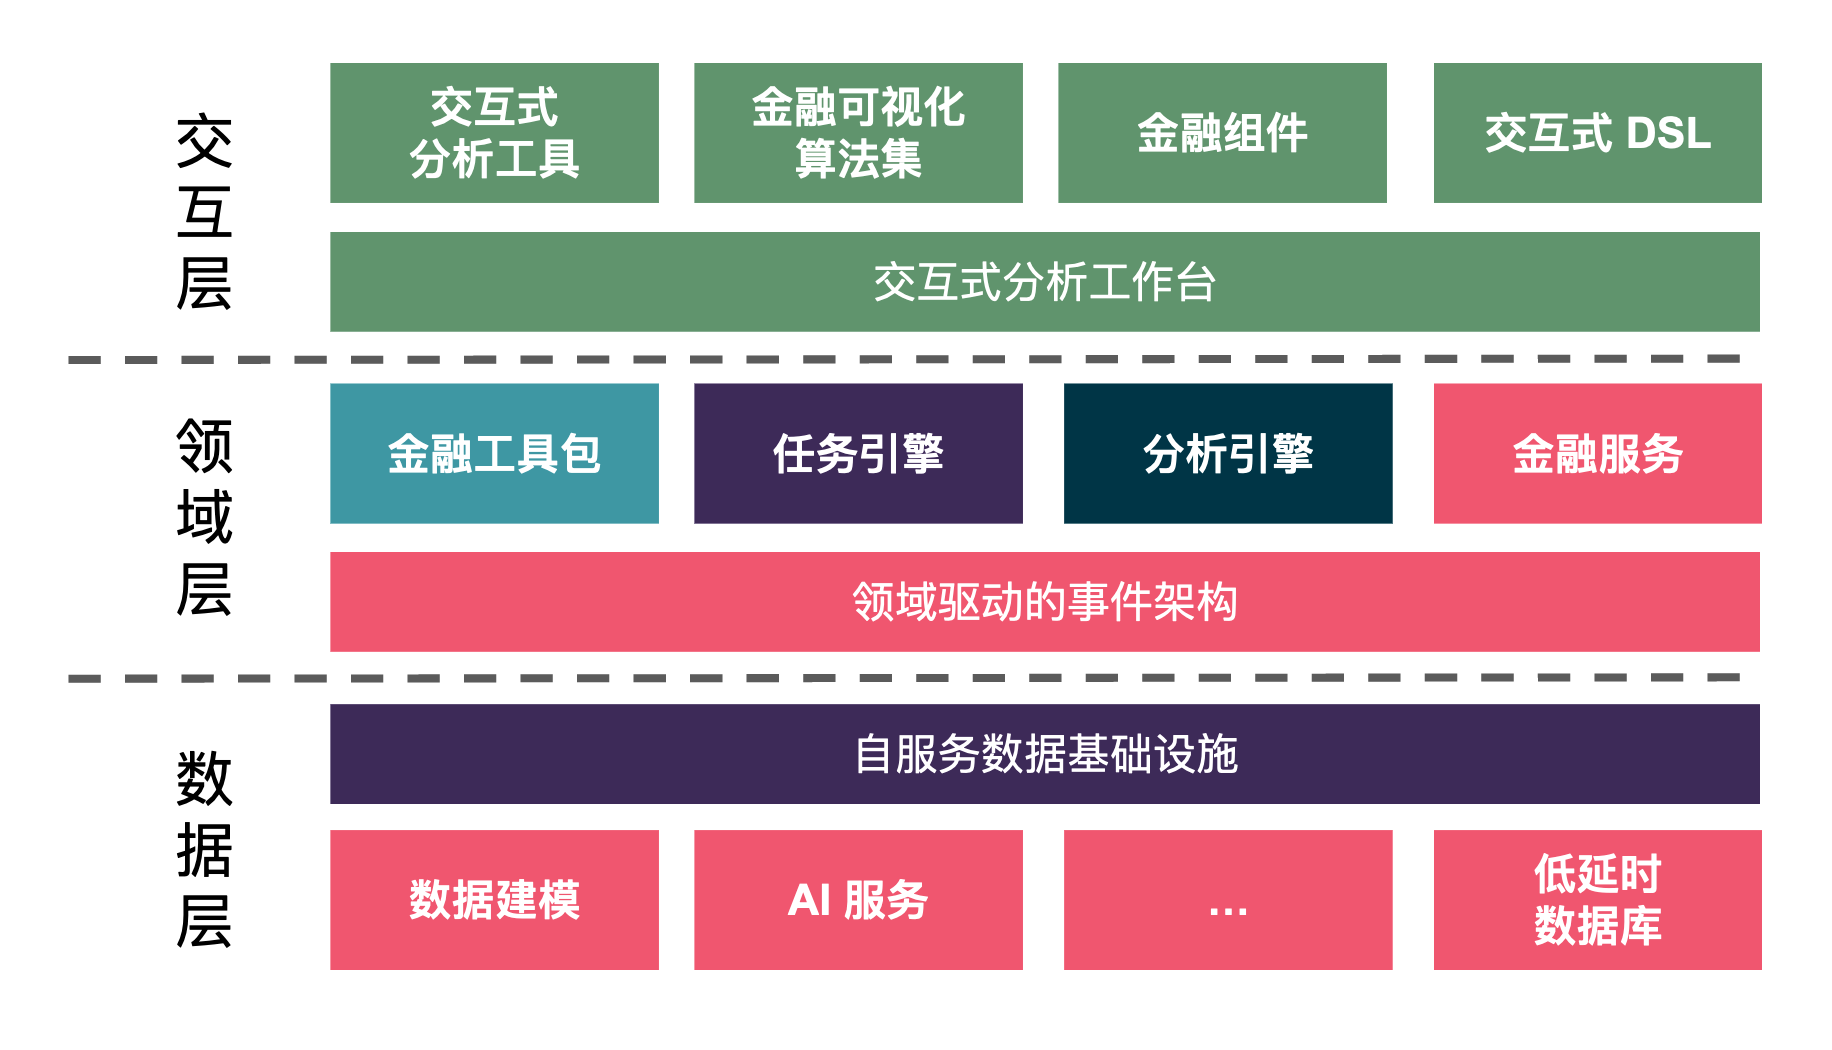 交互层
交互式
分析工具
金融可视化
算法集
金融组件
交互式 DSL
交互式分析工作台
领域层
金融工具包
任务引擎
分析引擎
金融服务
领域驱动的事件架构
数据层
自服务数据基础设施
数据建模
AI 服务
...
低延时
数据库